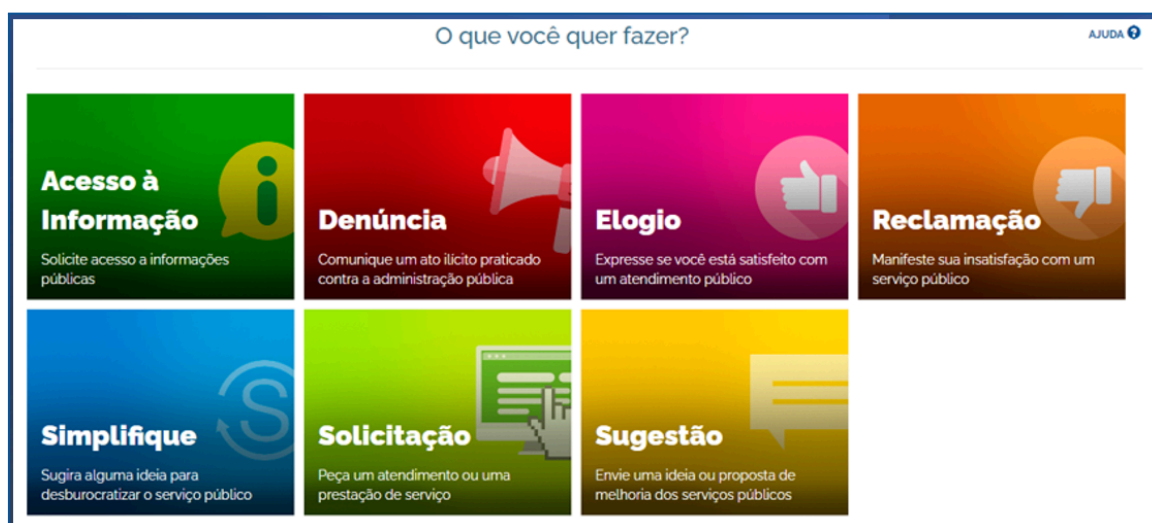 O que você quer fazer?
AJUDA
Acesso à
Informação
Solicite acesso a informações
públicas
Denúncia
Comunique um ato ilícito praticado
contra a administração pública
Elogio
Expresse se você está satisfeito com
um atendimento público
Reclamação
Manifeste sua insatisfação com um
serviço público
Simplifique
Sugira alguma ideia para
desburocratizar o serviço público
Solicitação
Peça um atendimento ou uma
prestação de serviço
Sugestão
Envie uma ideia ou proposta de
melhoria dos serviços públicos